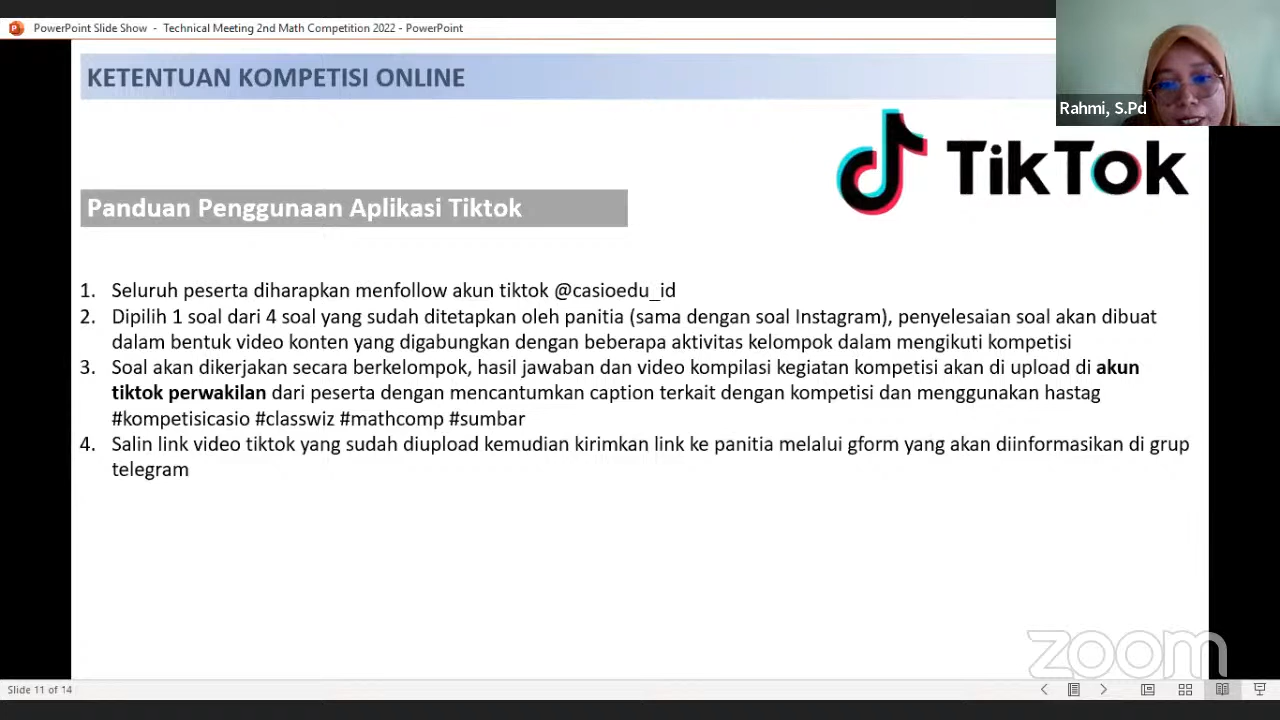 PowerPoint Slide Show - Technical Meeting 2nd Math Competition 2022 - PowerPoint
KETENTUAN KOMPETISI ONLINE
Rahmi, S.Pd
TikTok
Panduan Penggunaan Aplikasi Tiktok
1. Seluruh peserta diharapkan menfollow akun tiktok @casioedu_id
2. Dipilih 1 soal dari 4 soal yang sudah ditetapkan oleh panitia (sama dengan soal Instagram), penyelesaian soal akan dibuat
dalam bentuk video konten yang digabungkan dengan beberapa aktivitas kelompok dalam mengikuti kompetisi
3. Soal akan dikerjakan secara berkelompok, hasil jawaban dan video kompilasi kegiatan kompetisi akan di upload di akun
tiktok perwakilan dari peserta dengan mencantumkan caption terkait dengan kompetisi dan menggunakan hastag
#kompetisicasio #classwiz #mathcomp #sumbar
4. Salin link video tiktok yang sudah diupload kemudian kirimkan link ke panitia melalui gform yang akan diinformasikan di grup
telegram
zoom
Slide 11 of 14